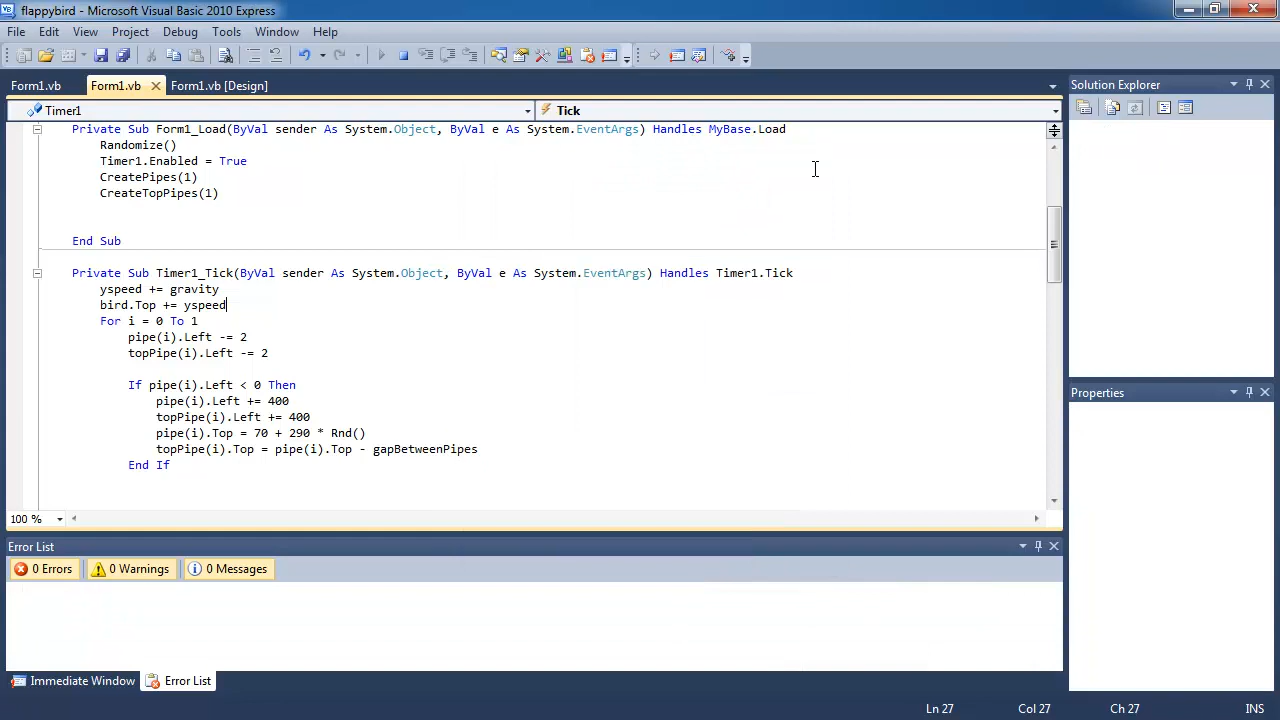 flappybird - Microsoft Visual Basic 2010 Express
File Edit View Project Debug Tools Window Help
Form1.vb Form1.vb Form1.vb [Design]
Solution Explorer
Timer1 Tick
Private Sub Form1_Load(ByVal sender As System.Object, ByVal e As System.EventArgs) Handles MyBase.Load
Randomize()
Timer1.Enabled = True
CreatePipes(1)
CreateTopPipes(1)
End Sub
Private Sub Timer1_Tick(ByVal sender As System.Object, ByVal e As System.EventArgs) Handles Timer1.Tick
yspeed += gravity
bird.Top += yspeed
For i = 0 To 1
pipe(i).Left -= 2
topPipe(i).Left -= 2
If pipe(i).Left < 0 Then
pipe(i).Left += 400
topPipe(i).Left += 400
pipe(i).Top = 70 + 290 * Rnd()
topPipe(i).Top = pipe(i).Top - gapBetweenPipes
End If
Properties
100 %
Error List
0 Errors 0 Warnings 0 Messages
Immediate Window Error List
Ln 27 Col 27 Ch 27 INS